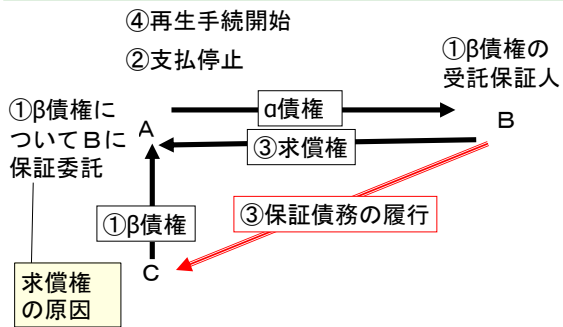 ④再生手続開始
②支払停止
①β債権の
受託保証人
①β債権に
ついてBに
保証委託
α債権
A
B
③求償権
①β債権
③保証債務の履行
C
求償権
の原因